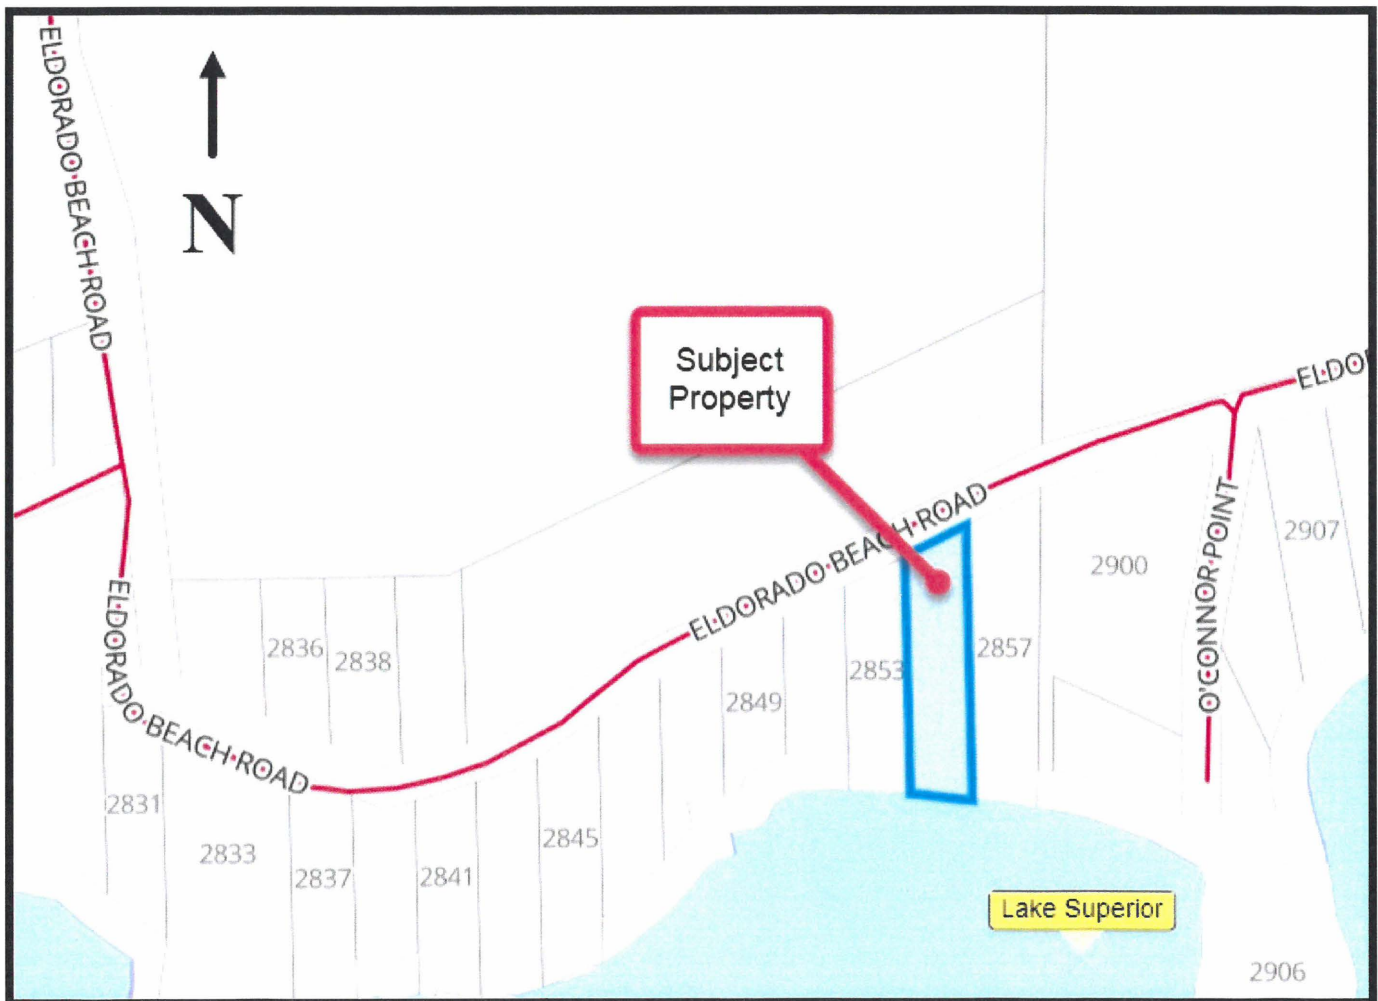 ELDORADO BEACH ROAD
N
Subject
Property
ELDO
ELDORADO BEACH ROAD
2907
2900
O'CONNOR POINT
ELDORADO BEACH ROAD
2836
2838
2857
2853
2849
2831
2833
2837
2841
2845
Lake Superior
2906